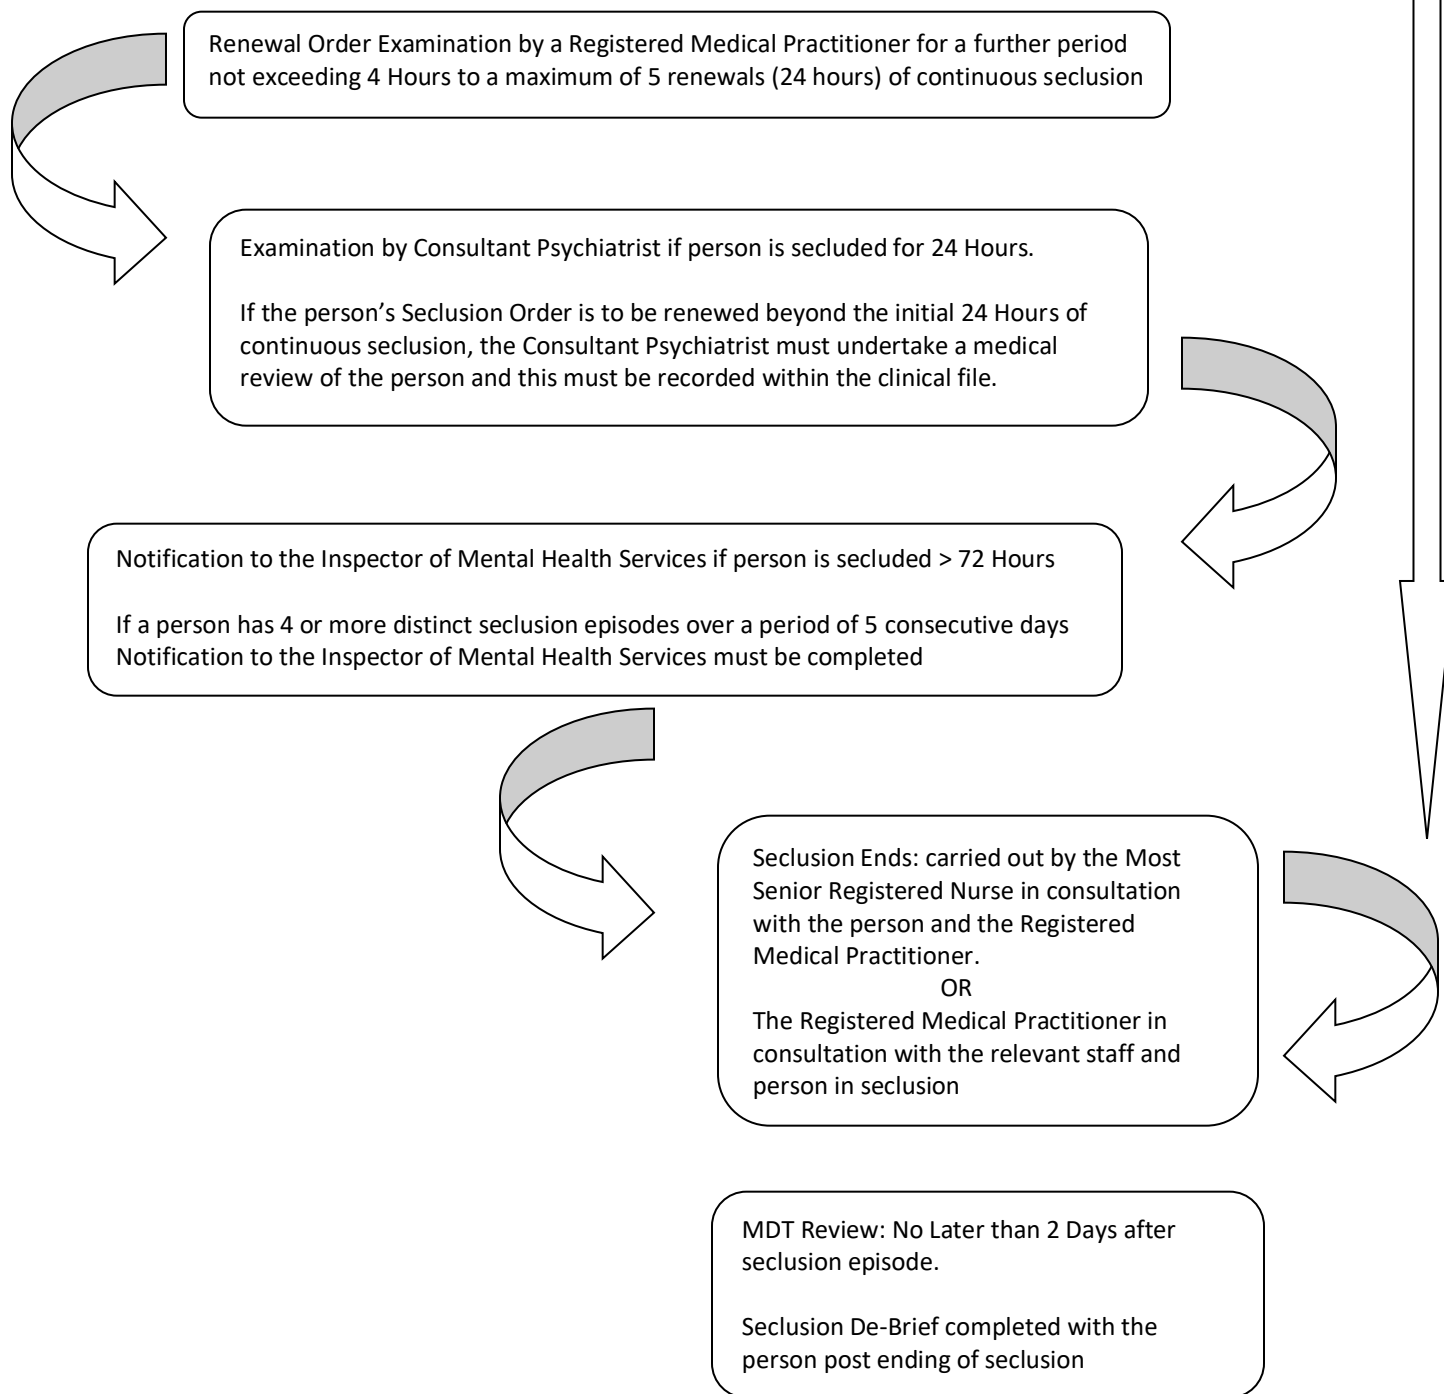 Renewal Order Examination by a Registered Medical Practitioner for a further period
not exceeding 4 Hours to a maximum of 5 renewals (24 hours) of continuous seclusion
Examination by Consultant Psychiatrist if person is secluded for 24 Hours.
If the person’s Seclusion Order is to be renewed beyond the initial 24 Hours of
continuous seclusion, the Consultant Psychiatrist must undertake a medical
review of the person and this must be recorded within the clinical file.
Notification to the Inspector of Mental Health Services if person is secluded > 72 Hours
If a person has 4 or more distinct seclusion episodes over a period of 5 consecutive days
Notification to the Inspector of Mental Health Services must be completed
Seclusion Ends: carried out by the Most
Senior Registered Nurse in consultation
with the person and the Registered
Medical Practitioner.
OR
The Registered Medical Practitioner in
consultation with the relevant staff and
person in seclusion
MDT Review: No Later than 2 Days after
seclusion episode.
Seclusion De-Brief completed with the
person post ending of seclusion